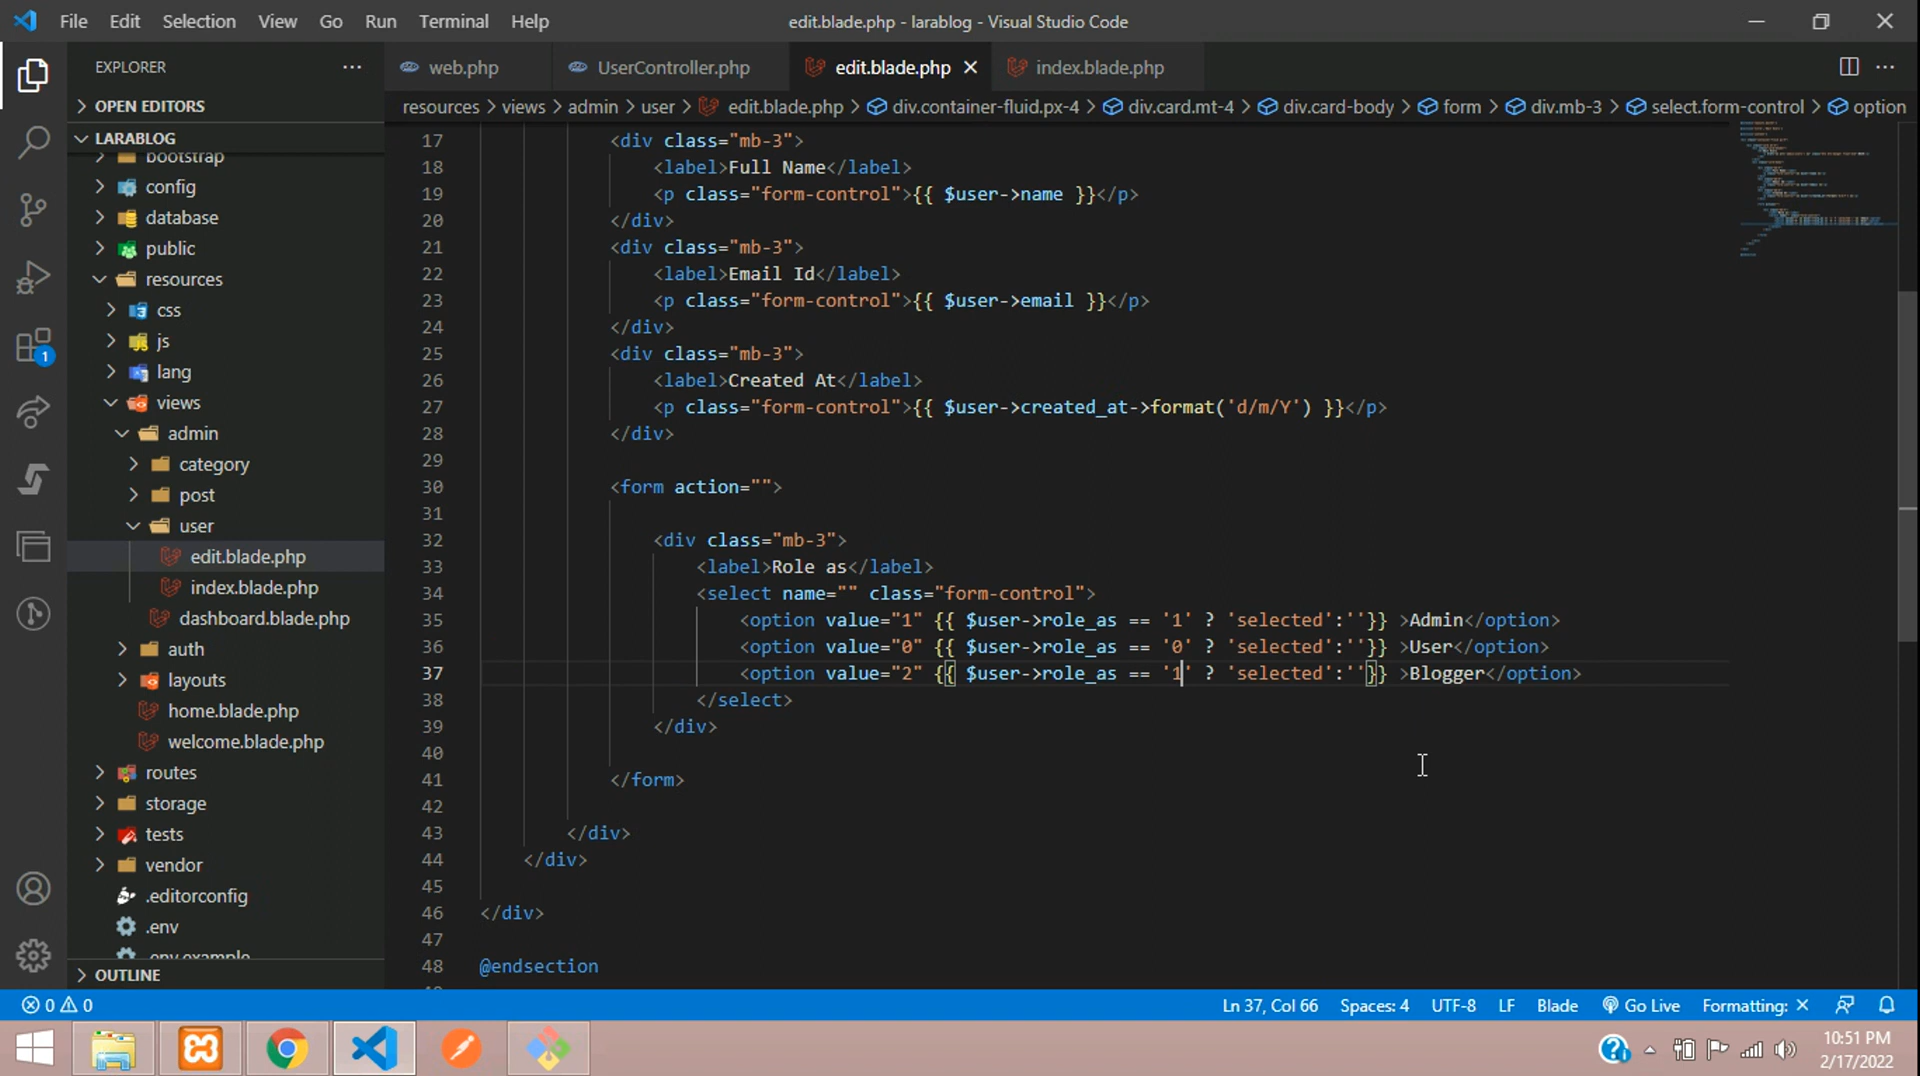 File Edit Selection View Go Run Terminal Help
edit.blade.php - larablog - Visual Studio Code
EXPLORER
web.php
UserController.php
edit.blade.php
index.blade.php
OPEN EDITORS
resources > views > admin > user > edit.blade.php > div.container-fluid.px-4 > div.card.mt-4 > div.card-body > form > div.mb-3 > select.form-control > option
LARABLOG
bootstrap
config
database
public
resources
css
js
lang
views
admin
category
post
user
edit.blade.php
index.blade.php
dashboard.blade.php
auth
layouts
home.blade.php
welcome.blade.php
routes
storage
tests
vendor
.editorconfig
.env
.env.example
OUTLINE
17 <div class="mb-3">
18 <label>Full Name</label>
19 <p class="form-control">{{ $user->name }}</p>
20 </div>
21 <div class="mb-3">
22 <label>Email Id</label>
23 <p class="form-control">{{ $user->email }}</p>
24 </div>
25 <div class="mb-3">
26 <label>Created At</label>
27 <p class="form-control">{{ $user->created_at->format('d/m/Y') }}</p>
28 </div>
29
30 <form action="">
31
32 <div class="mb-3">
33 <label>Role as</label>
34 <select name="" class="form-control">
35 <option value="1" {{ $user->role_as == '1' ? 'selected':''}} >Admin</option>
36 <option value="0" {{ $user->role_as == '0' ? 'selected':''}} >User</option>
37 <option value="2" {{ $user->role_as == '1' ? 'selected':''}} >Blogger</option>
38 </select>
39 </div>
40
41 </form>
42
43 </div>
44 </div>
45
46 </div>
47
48 @endsection
1
0 0
Ln 37, Col 66 Spaces: 4 UTF-8 LF Blade Go Live Formatting: ×
10:51 PM
2/17/2022